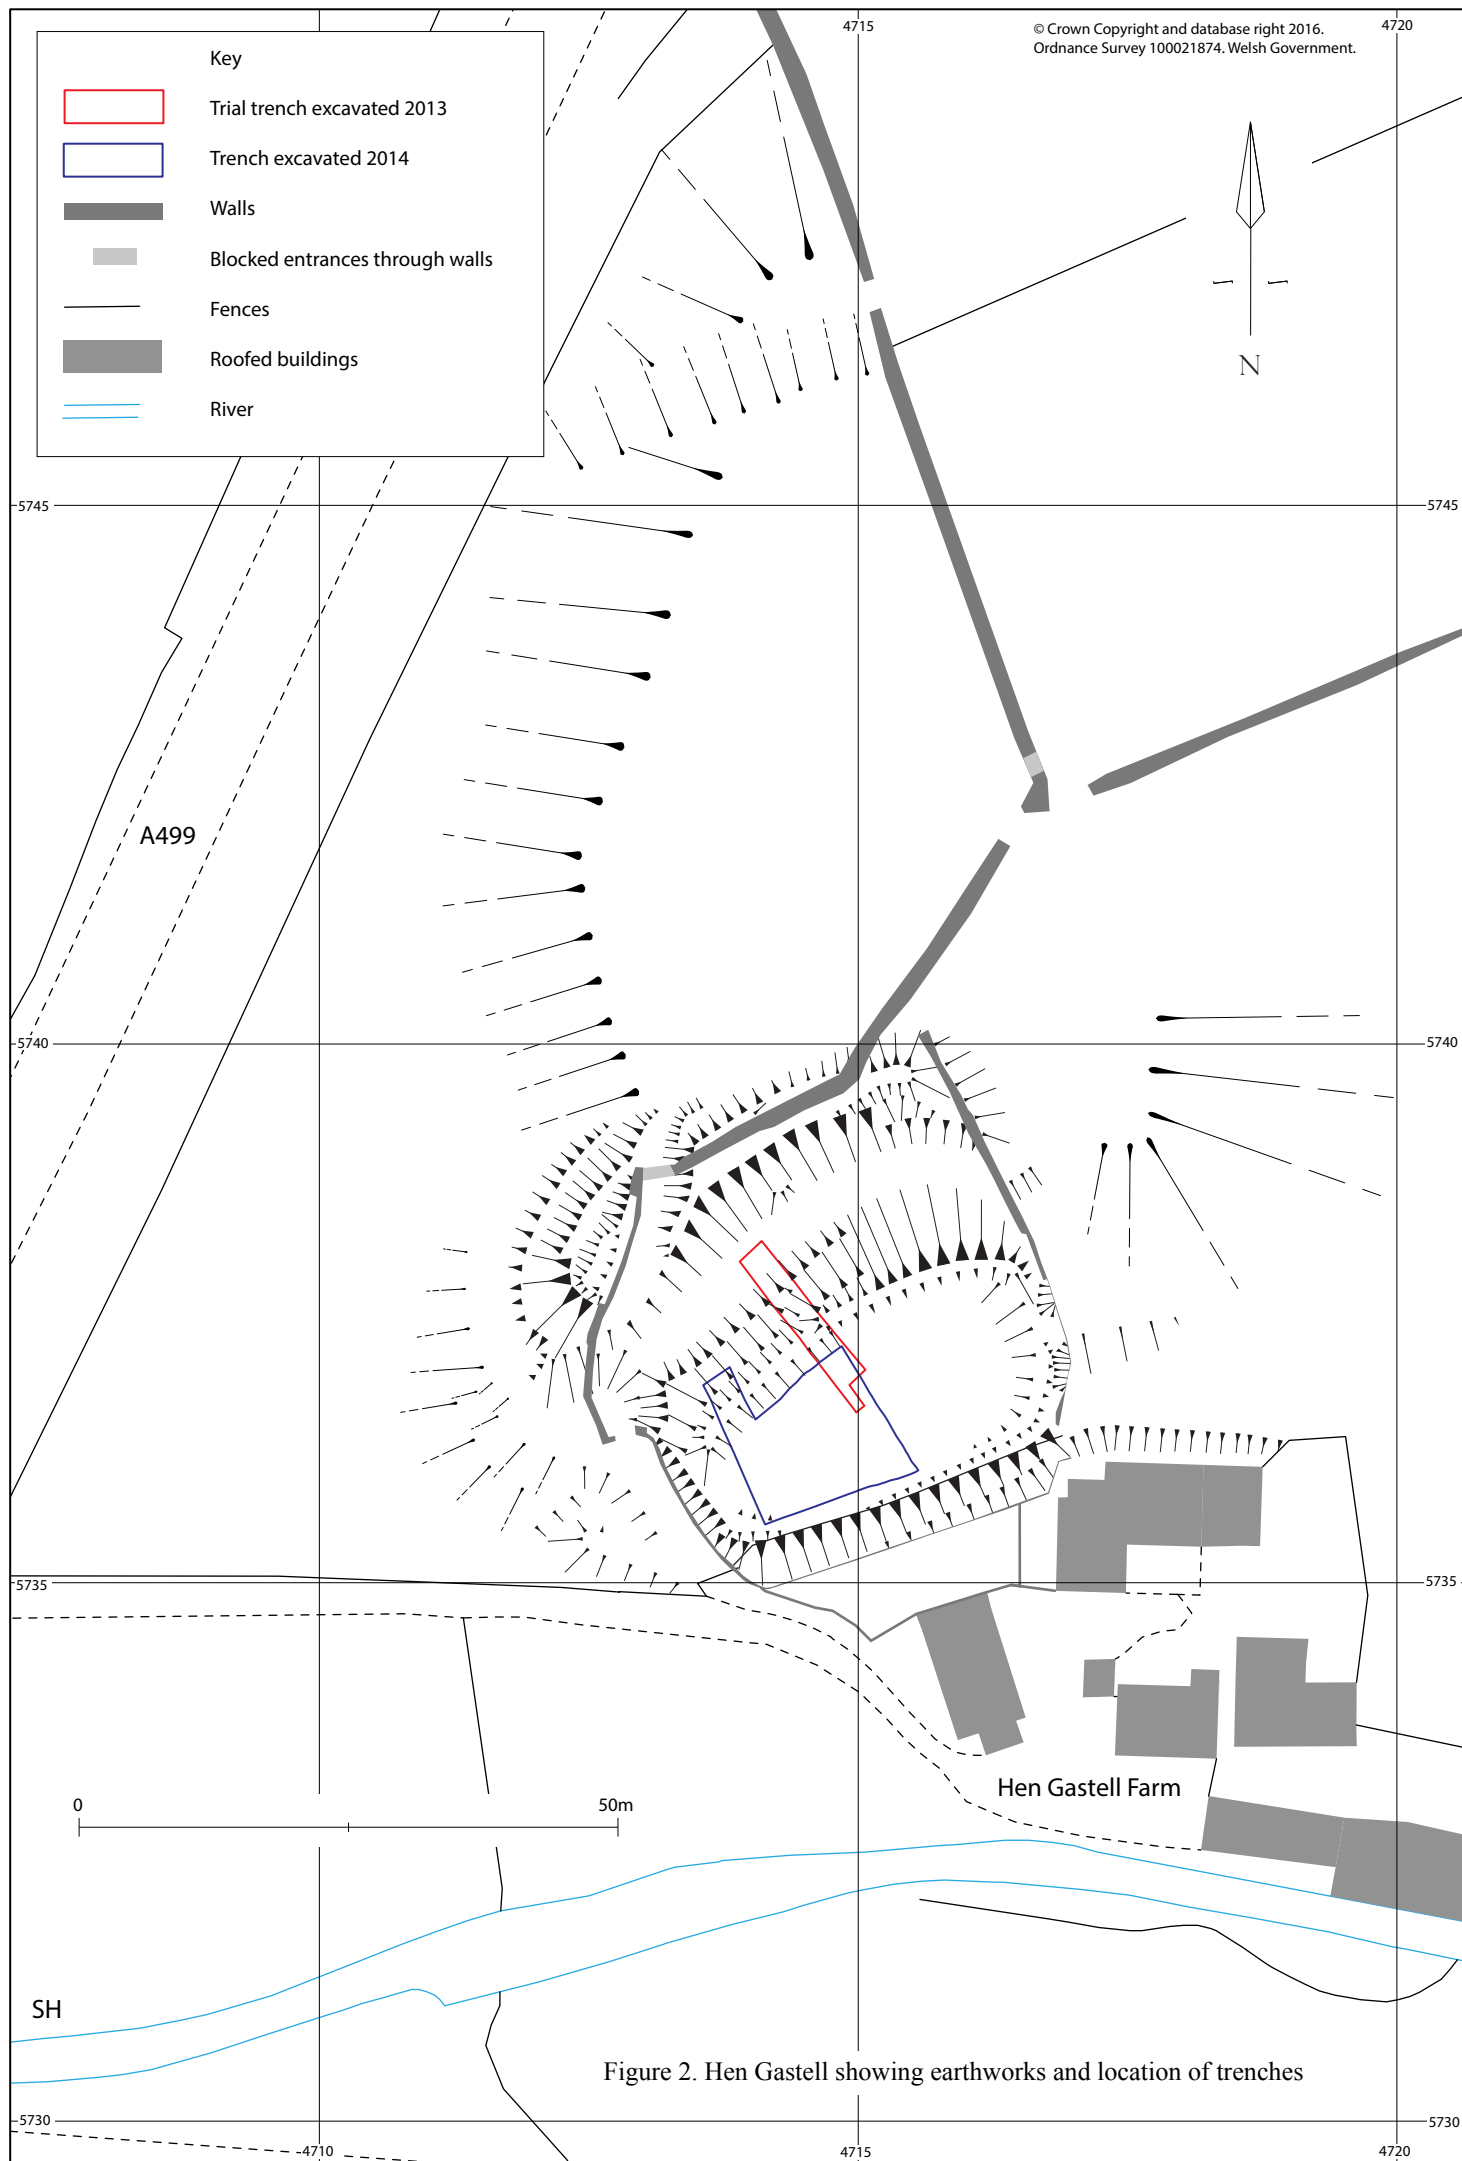 4715
4720
© Crown Copyright and database right 2016.
Ordnance Survey 100021874. Welsh Government.
Key
Trial trench excavated 2013
Trench excavated 2014
Walls
Blocked entrances through walls
Fences
Roofed buildings
River
N
5745
5745
A499
5740
5740
5735
5735
Hen Gastell Farm
0
50m
SH
Figure 2. Hen Gastell showing earthworks and location of trenches
5730
5730
4710
4715
4720